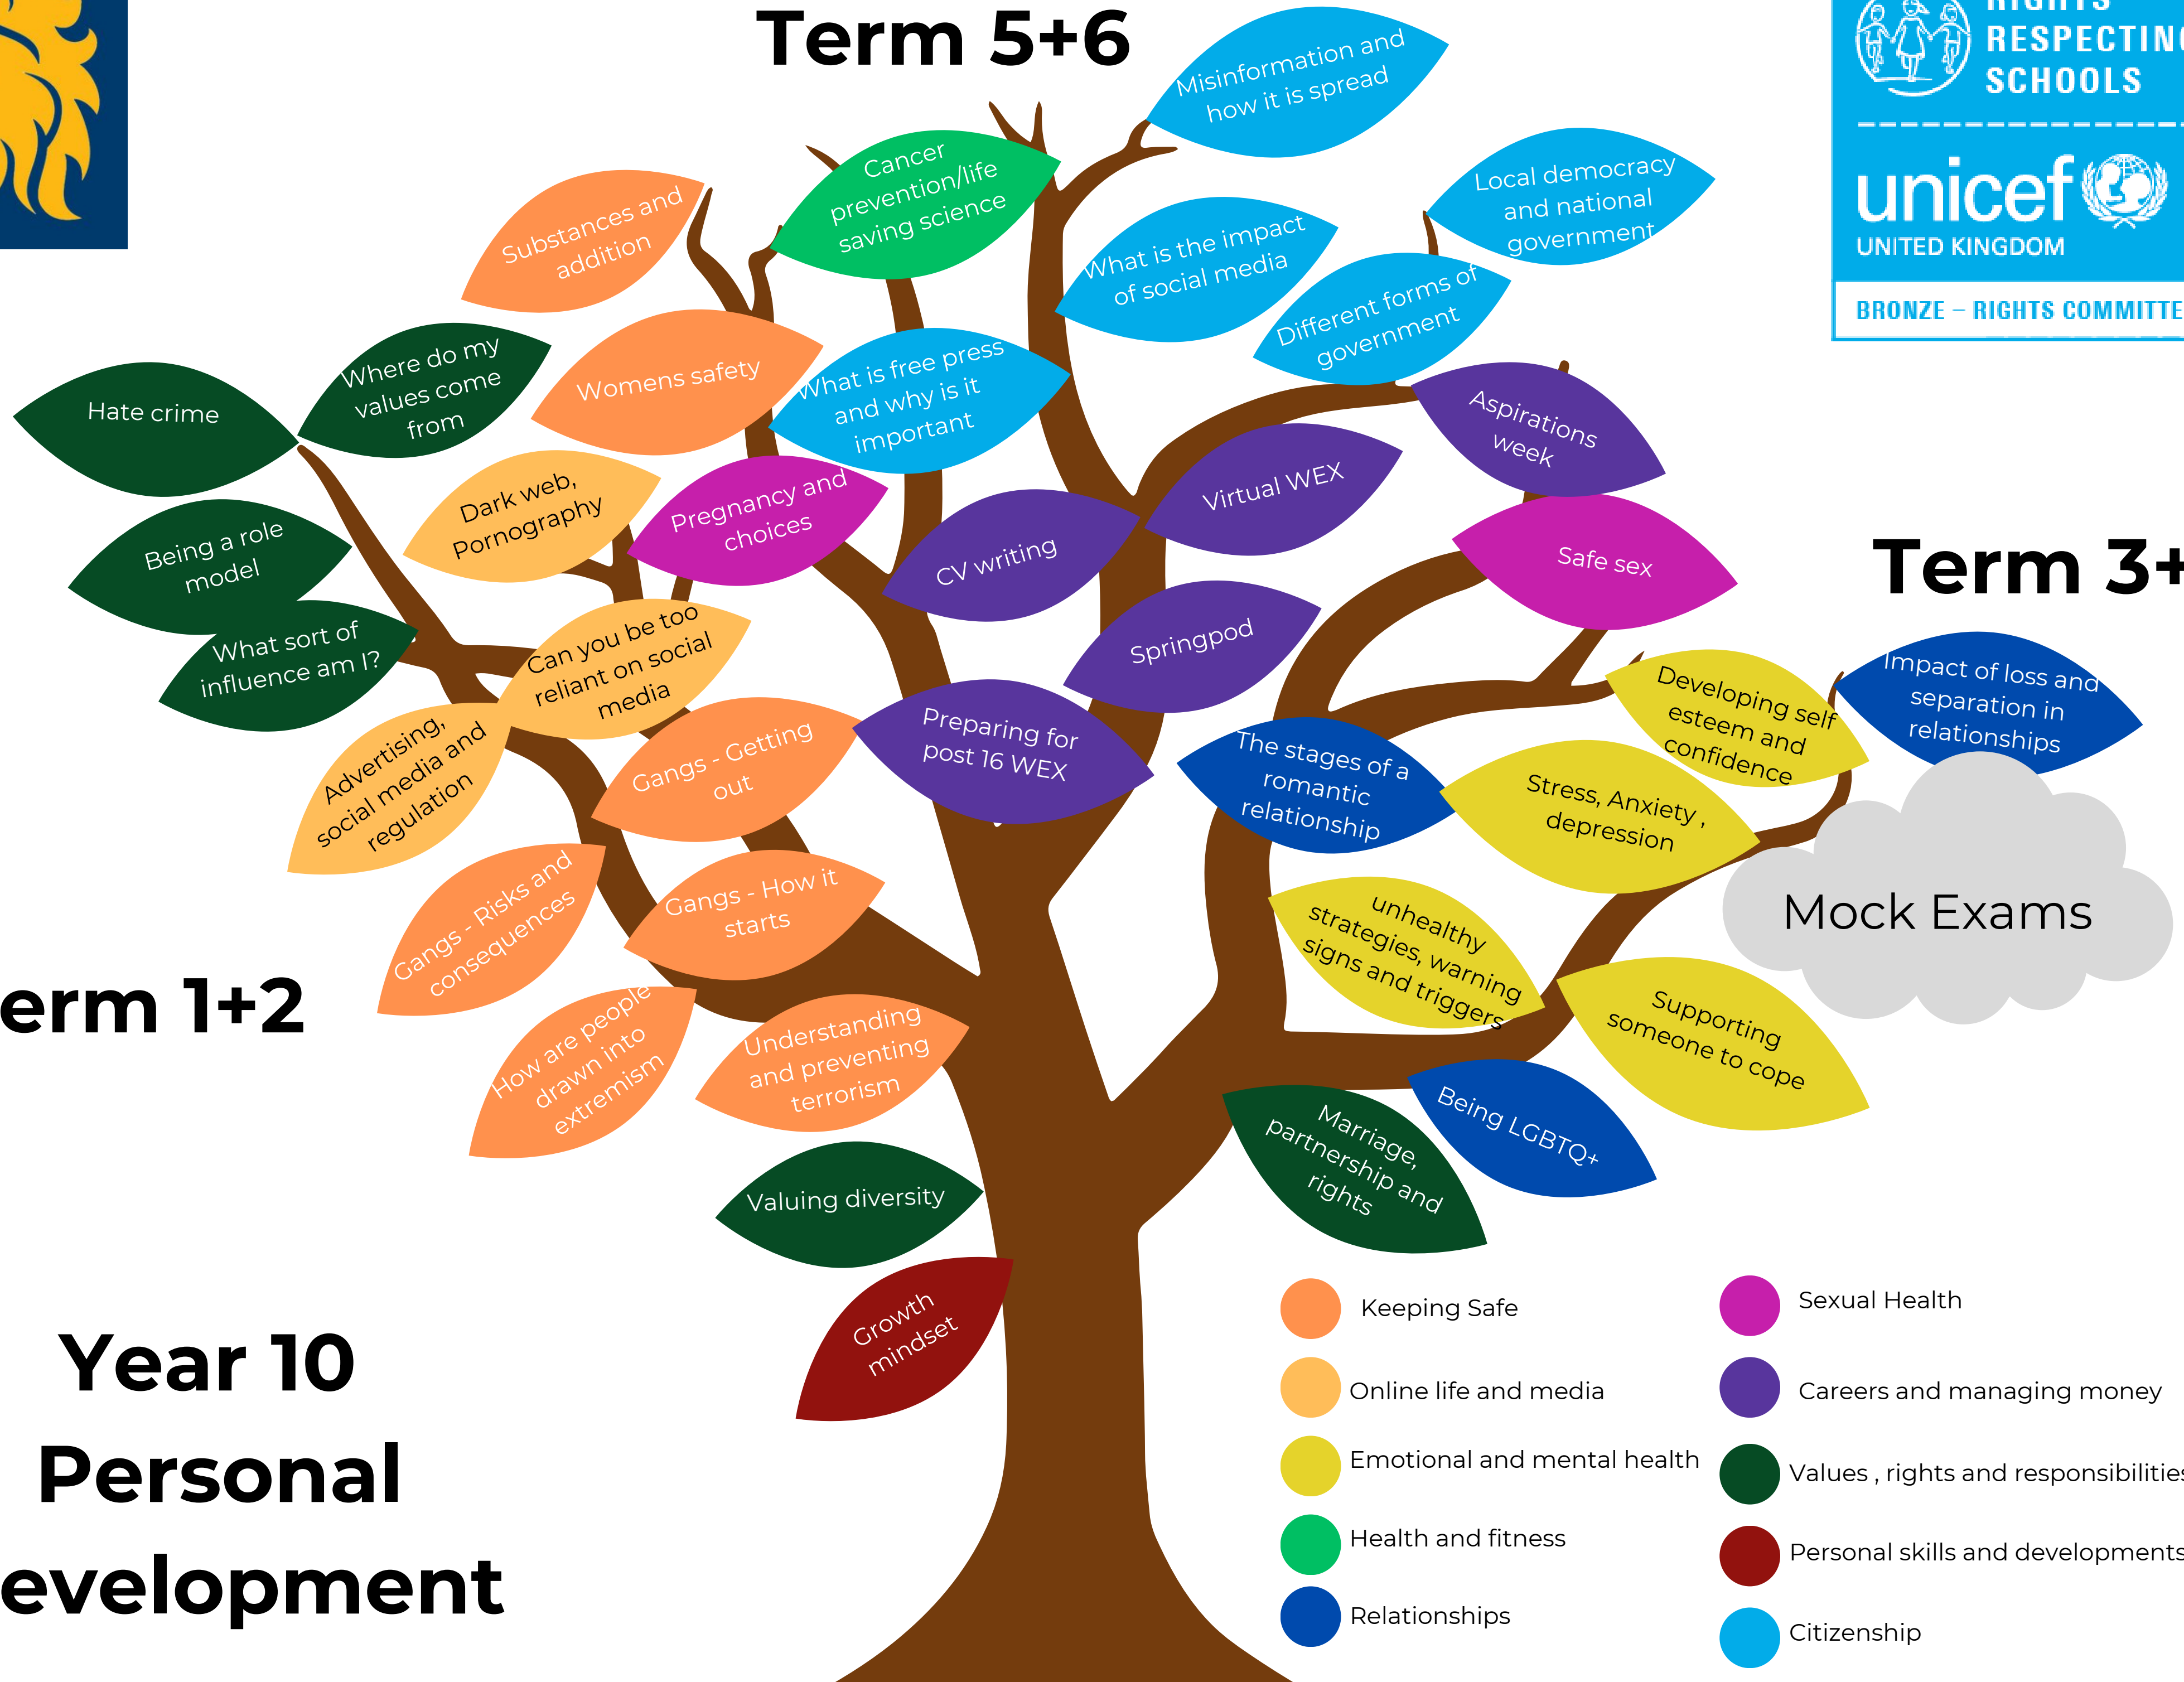 Term 5+6
RIGHTS
RESPECTING
SCHOOLS
unicef
UNITED KINGDOM
BRONZE – RIGHTS COMMITTE
Misinformation and
how it is spread
Cancer
prevention/life
saving science
Local democracy
and national
government
Substances and
addition
What is the impact
of social media
Different forms of
government
Where do my
values come
from
Womens safety
What is free press
and why is it
important
Hate crime
Aspirations
week
Dark web,
Pornography
Pregnancy and
choices
Virtual WEX
CV writing
Safe sex
Term 3+
Being a role
model
What sort of
influence am I?
Can you be too
reliant on social
media
Springpod
Developing self
esteem and
confidence
Impact of loss and
separation in
relationships
Advertising,
social media and
regulation
Gangs - Getting
out
Preparing for
post 16 WEX
The stages of a
romantic
relationship
Stress, Anxiety ,
depression
Mock Exams
Gangs - Risks and
consequences
Gangs - How it
starts
unhealthy
strategies, warning
signs and triggers
Supporting
someone to cope
erm 1+2
How are people
drawn into
extremism
Understanding
and preventing
terrorism
Marriage,
partnership and
rights
Being LGBTQ+
Valuing diversity
Growth
mindset
Year 10
Personal
evelopment
Keeping Safe
Online life and media
Emotional and mental health
Health and fitness
Relationships
Sexual Health
Careers and managing money
Values , rights and responsibilities
Personal skills and developments
Citizenship